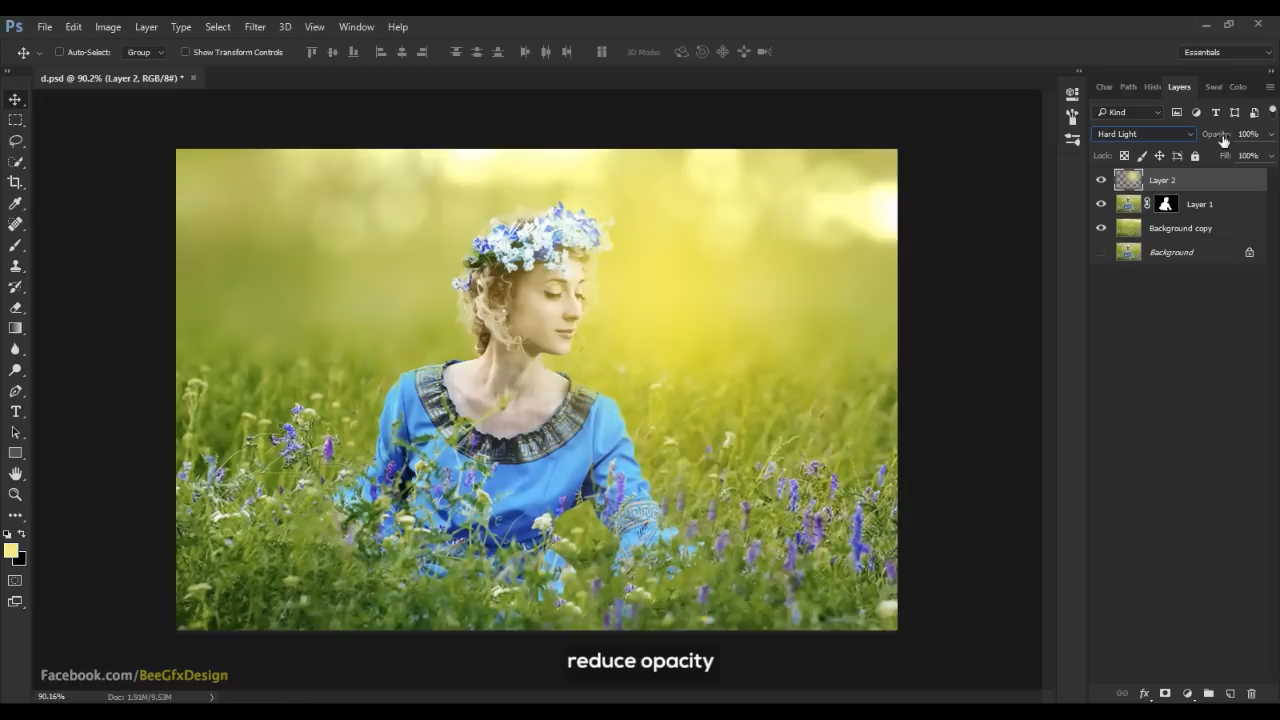 Ps File Edit Image Layer Type Select Filter 3D View Window Help
Auto-Select: Group Show Transform Controls 3D Mode: Essentials
d.psd @ 90.2% (Layer 2, RGB/8#) * Char Path Hist Layers Swat Colo
Kind
Hard Light Opacity: 100%
Lock: Fill: 100%
Layer 2
Layer 1
Background copy
Background
reduce opacity
Facebook.com/BeeGfxDesign
90.16% Doc: 1.91M/9.53M